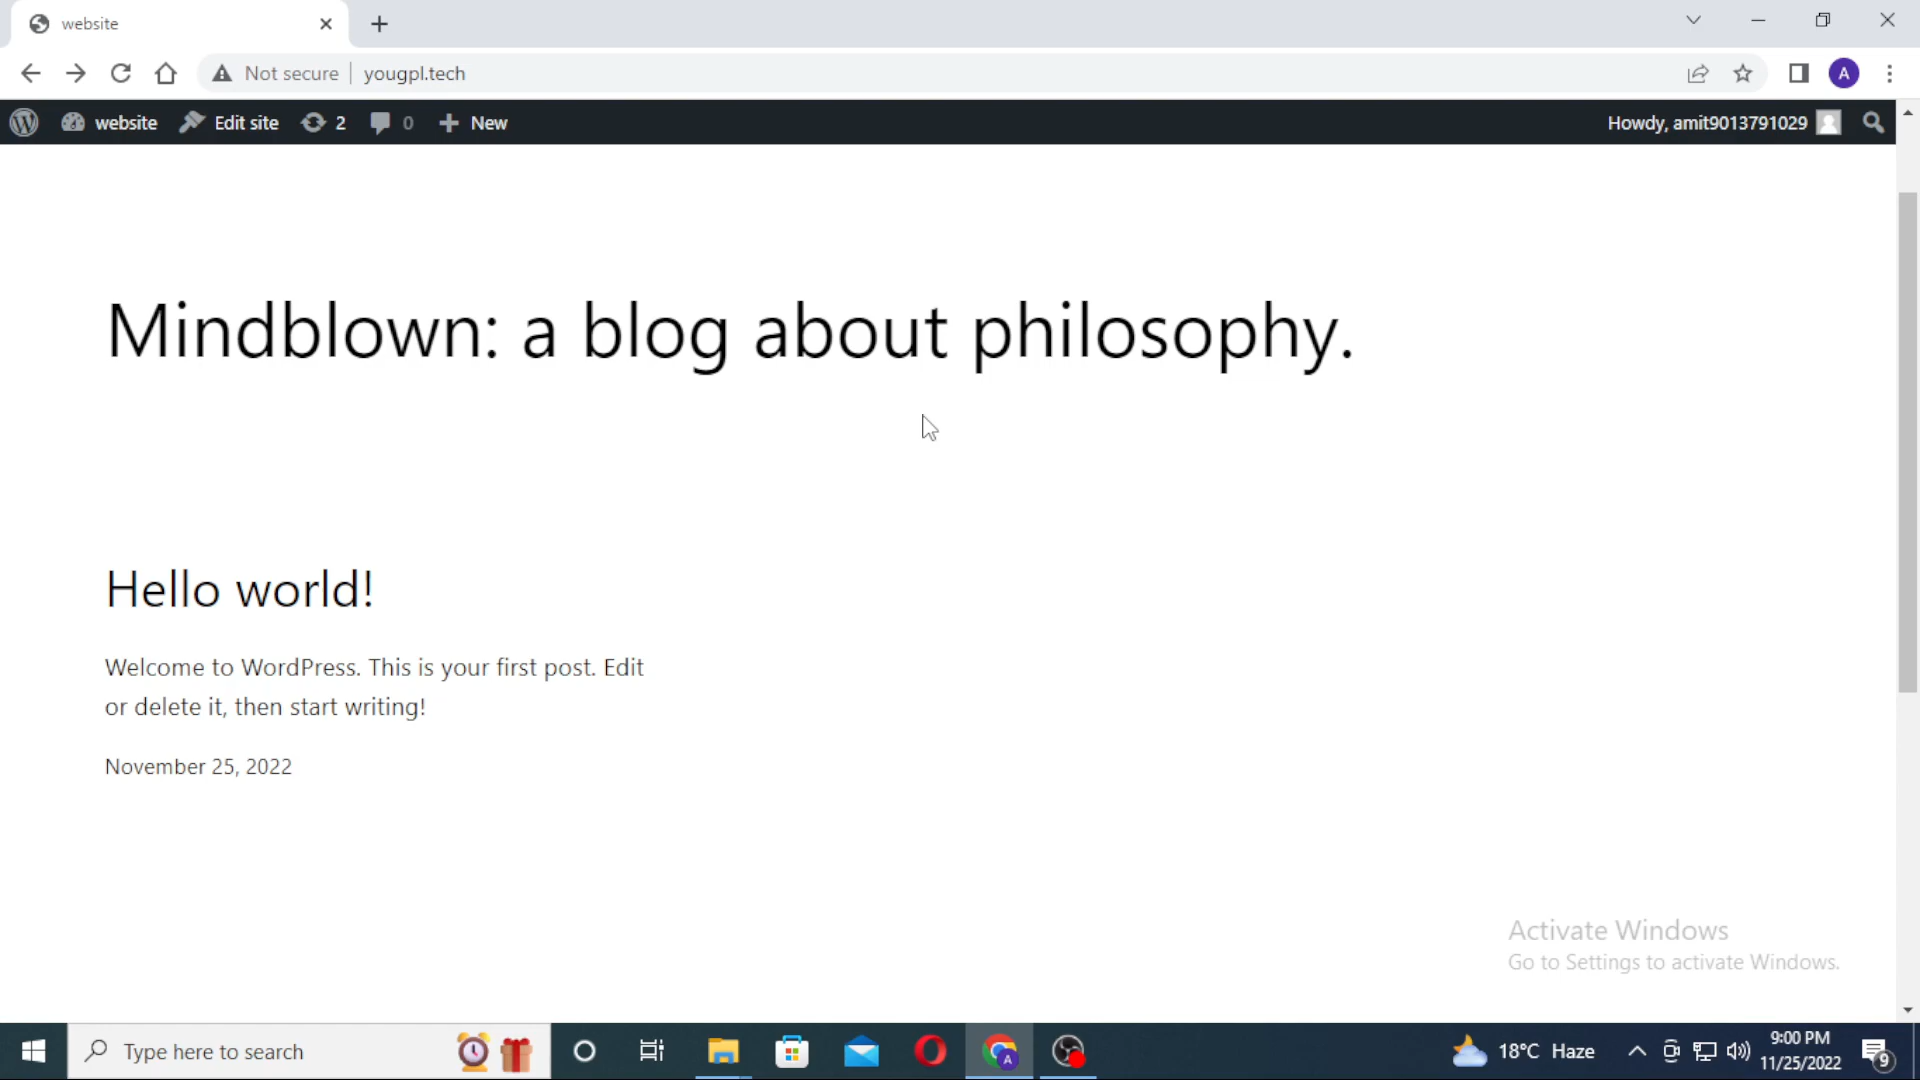 website
Not secure
yougpl.tech
A
website
Edit site
2
0
New
Howdy, amit9013791029
Mindblown: a blog about philosophy.
Hello world!
Welcome to WordPress. This is your first post. Edit
or delete it, then start writing!
November 25, 2022
Activate Windows
Go to Settings to activate Windows.
Type here to search
A
18°C Haze
9:00 PM
11/25/2022
9